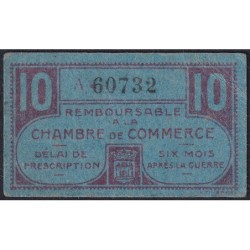 10 A 60732 10
REMBOURSABLE
A LA
CHAMBRE DE COMMERCE
DELAI DE SIX MOIS
PRESCRIPTION APRÈS LA GUERRE